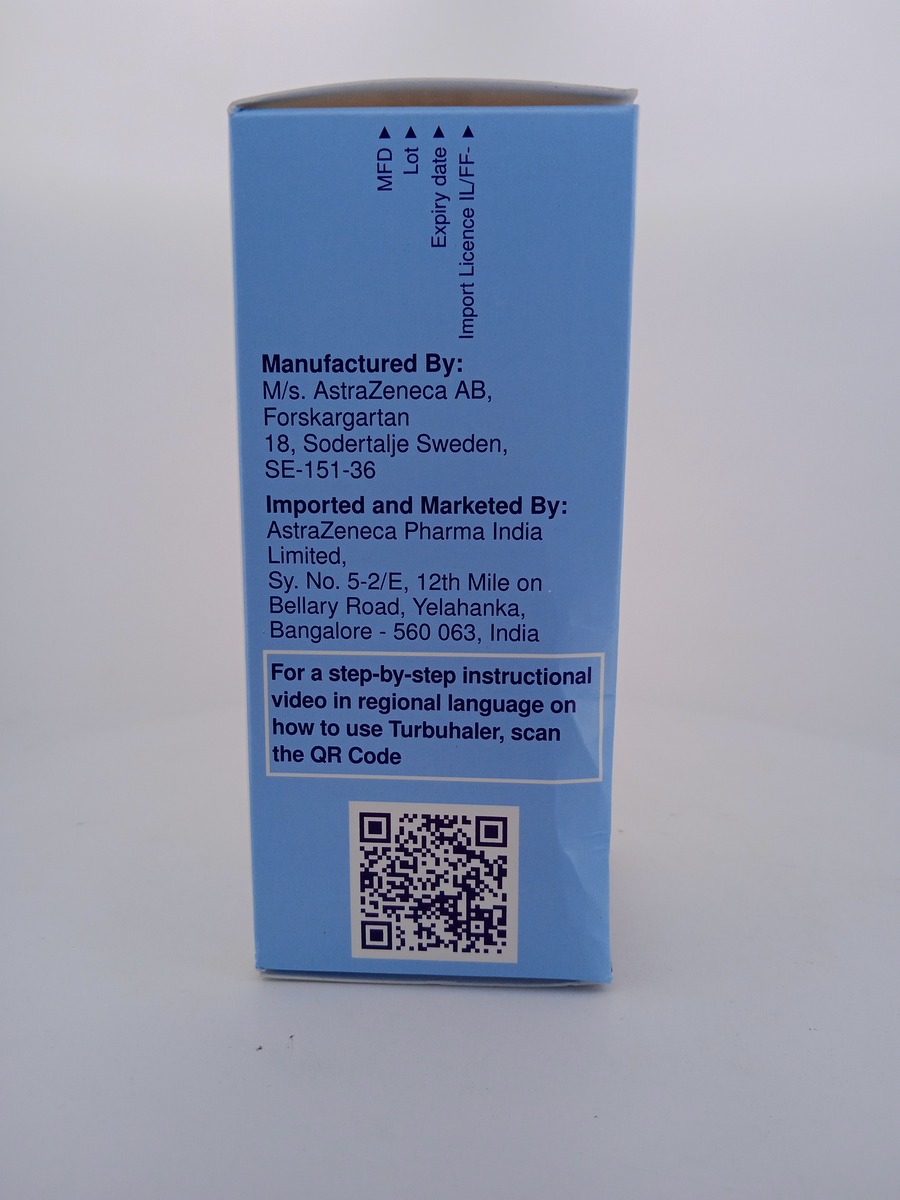 MFD ▶
Lot ▶
Expiry date ▶
Import Licence IL/FF- ▶
Manufactured By:
M/s. AstraZeneca AB,
Forskargartan
18, Sodertalje Sweden,
SE-151-36
Imported and Marketed By:
AstraZeneca Pharma India
Limited,
Sy. No. 5-2/E, 12th Mile on
Bellary Road, Yelahanka,
Bangalore - 560 063, India
For a step-by-step instructional
video in regional language on
how to use Turbuhaler, scan
the QR Code